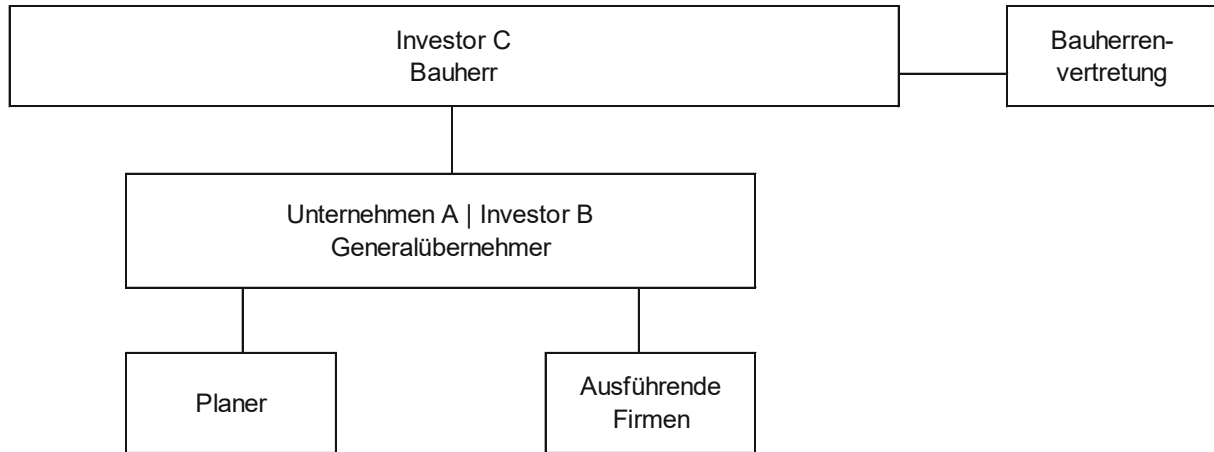 Investor C
Bauherr
Bauherren-
vertretung
Unternehmen A | Investor B
Generalübernehmer
Planer
Ausführende
Firmen